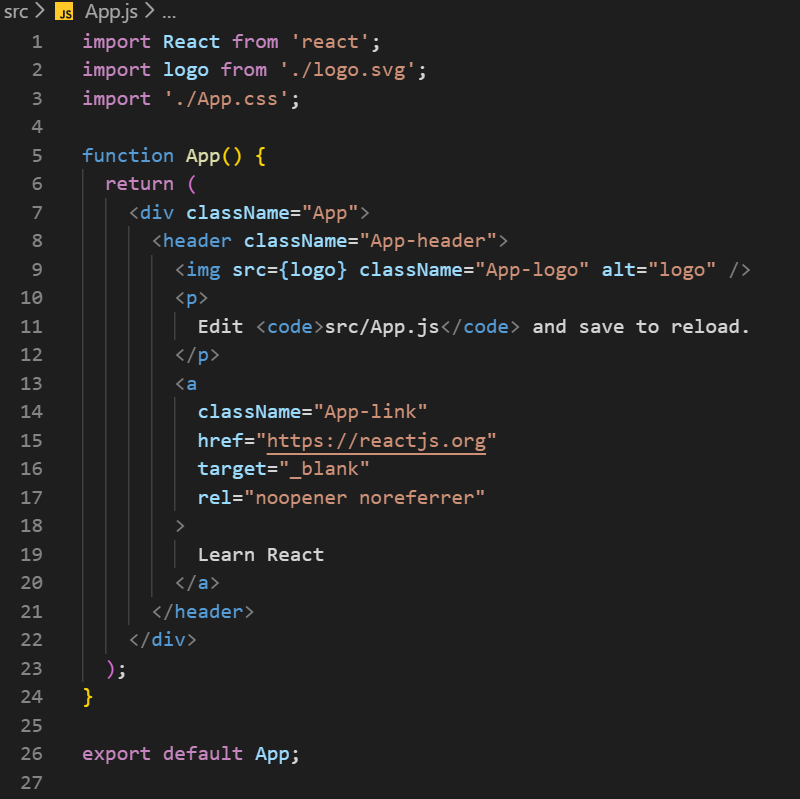 src > JS App.js > ...
1 import React from 'react';
2 import logo from './logo.svg';
3 import './App.css';
4
5 function App() {
6   return (
7     <div className="App">
8       <header className="App-header">
9         <img src={logo} className="App-logo" alt="logo" />
10         <p>
11           Edit <code>src/App.js</code> and save to reload.
12         </p>
13         <a
14           className="App-link"
15           href="https://reactjs.org"
16           target="_blank"
17           rel="noopener noreferrer"
18         >
19           Learn React
20         </a>
21       </header>
22     </div>
23   );
24 }
25
26 export default App;
27